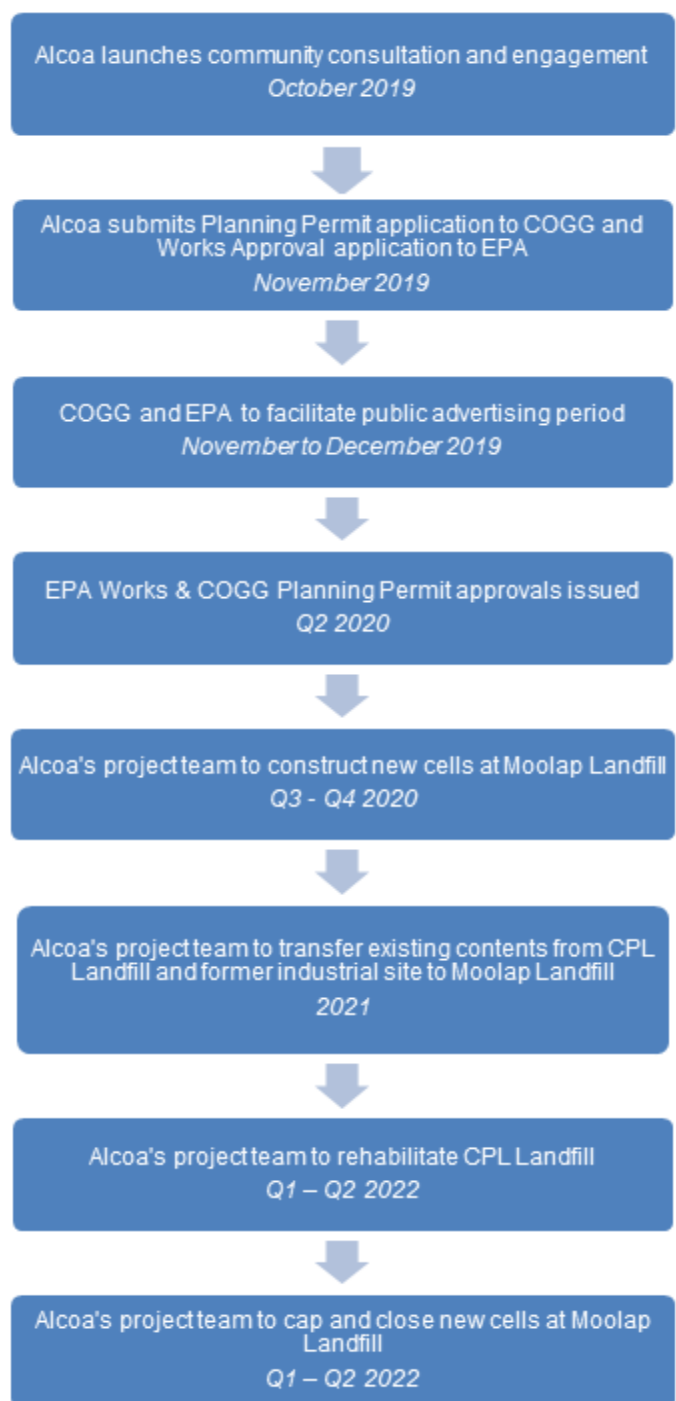 Alcoa launches community consultation and engagement
October 2019
Alcoa submits Planning Permit application to COGG and
Works Approval application to EPA
November 2019
COGG and EPA to facilitate public advertising period
November to December 2019
EPA Works & COGG Planning Permit approvals issued
Q2 2020
Alcoa's project team to construct new cells at Moolap Landfill
Q3 - Q4 2020
Alcoa's project team to transfer existing contents from CPL
Landfill and former industrial site to Moolap Landfill
2021
Alcoa's project team to rehabilitate CPL Landfill
Q1 – Q2 2022
Alcoa's project team to cap and close new cells at Moolap
Landfill
Q1 – Q2 2022